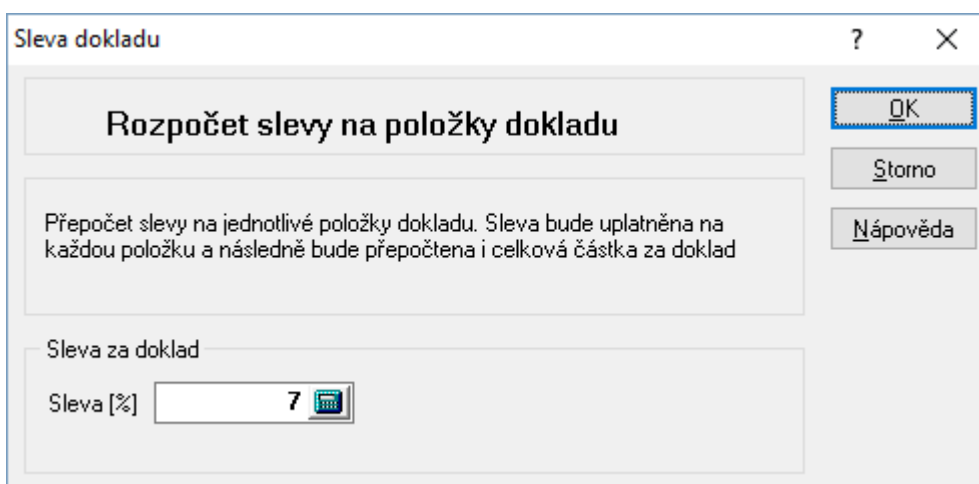 Sleva dokladu
?
Rozpočet slevy na položky dokladu
OK
Storno
Nápověda
Přepočet slevy na jednotlivé položky dokladu. Sleva bude uplatněna na
každou položku a následně bude přepočtena i celková částka za doklad
Sleva za doklad
Sleva [%] 7